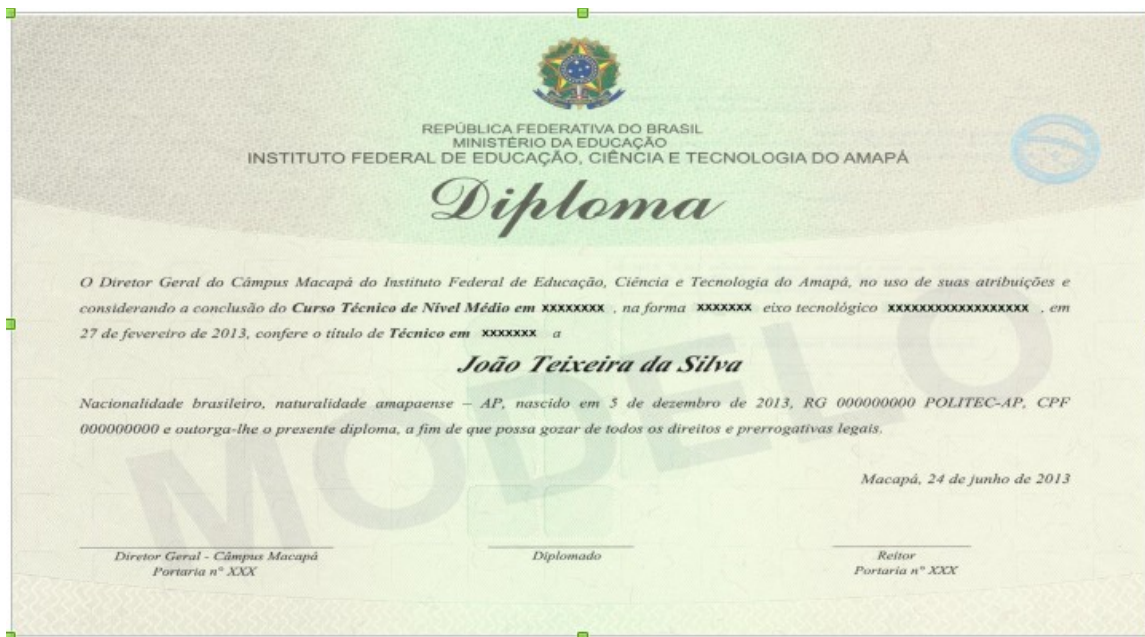 REPÚBLICA FEDERATIVA DO BRASIL
MINISTÉRIO DA EDUCAÇÃO
INSTITUTO FEDERAL DE EDUCAÇÃO, CIÊNCIA E TECNOLOGIA DO AMAPÁ
Diploma
O Diretor Geral do Câmpus Macapá do Instituto Federal de Educação, Ciência e Tecnologia do Amapá, no uso de suas atribuições e
considerando a conclusão do Curso Técnico de Nível Médio em xxxxxxxx , na forma xxxxxxx eixo tecnológico xxxxxxxxxxxxxxxxxx , em
27 de fevereiro de 2013, confere o título de Técnico em xxxxxxx a
João Teixeira da Silva
Nacionalidade brasileiro, naturalidade amapaense – AP, nascido em 5 de dezembro de 2013, RG 000000000 POLITEC-AP, CPF
000000000 e outorga-lhe o presente diploma, a fim de que possa gozar de todos os direitos e prerrogativas legais.
MODELO
Macapá, 24 de junho de 2013
Diretor Geral - Câmpus Macapá
Portaria nº XXX
Diplomado
Reitor
Portaria nº XXX